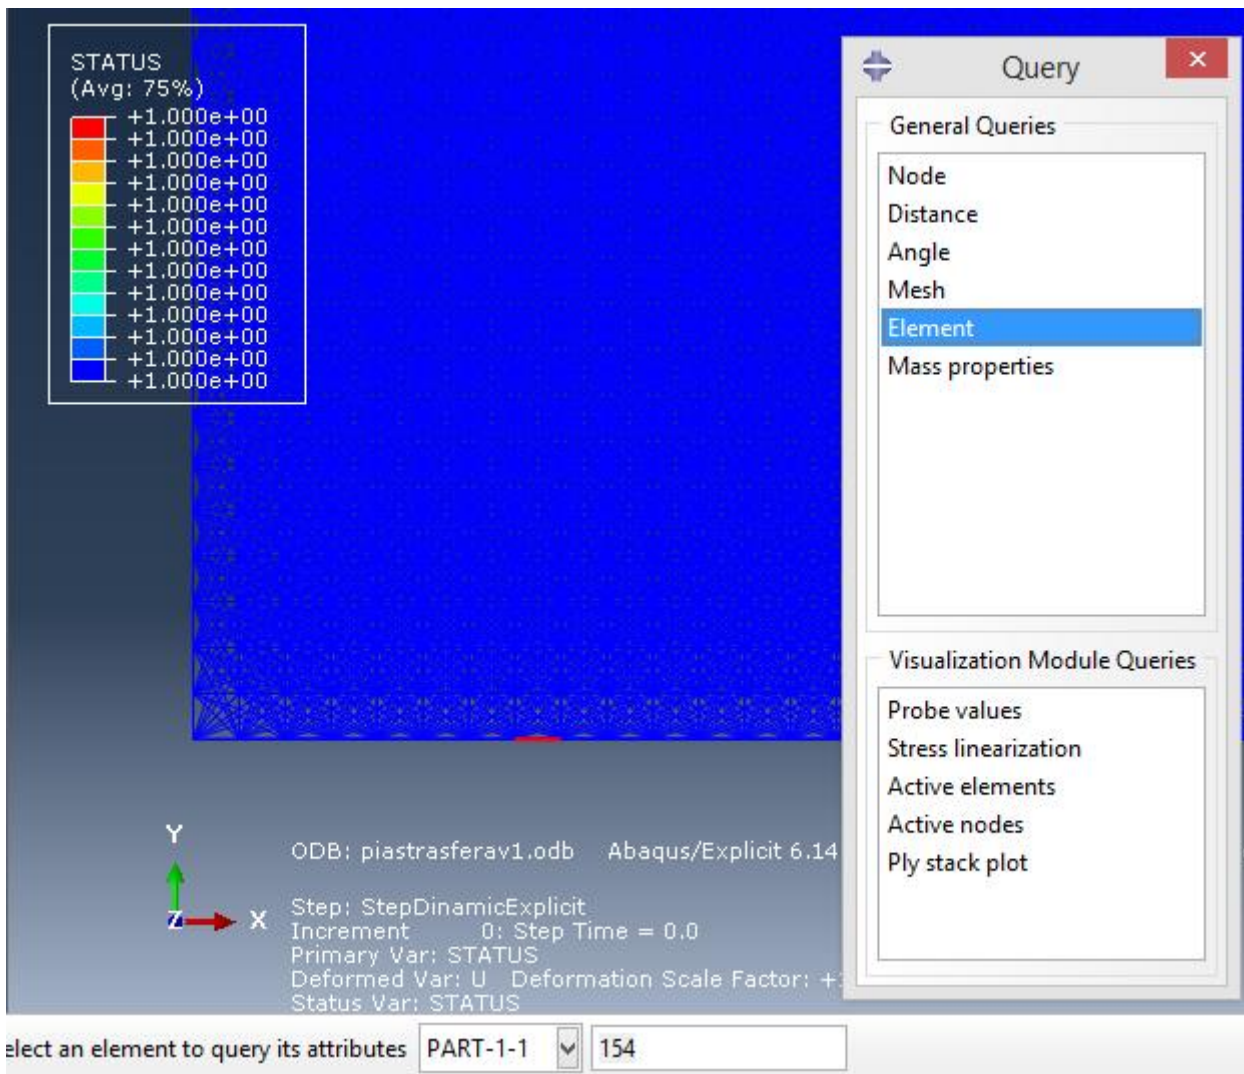 STATUS
(Avg: 75%)
+1.000e+00
+1.000e+00
+1.000e+00
+1.000e+00
+1.000e+00
+1.000e+00
+1.000e+00
+1.000e+00
+1.000e+00
+1.000e+00
+1.000e+00
+1.000e+00
+1.000e+00
Query
General Queries
Node
Distance
Angle
Mesh
Element
Mass properties
Visualization Module Queries
Probe values
Stress linearization
Active elements
Active nodes
Ply stack plot
Y
Z
X
ODB: piastrasferav1.odb Abaqus/Explicit 6.14
Step: StepDinamicExplicit
Increment 0: Step Time = 0.0
Primary Var: STATUS
Deformed Var: U Deformation Scale Factor: +
Status Var: STATUS
elect an element to query its attributes PART-1-1 154